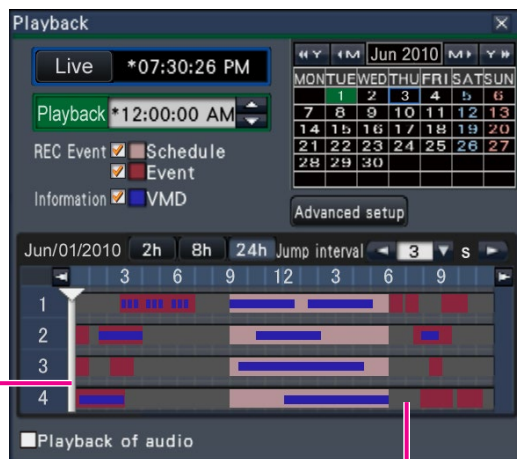 Playback
Live *07:30:26 PM
Playback *12:00:00 AM
REC Event Schedule
Event
Information VMD
Y M Jun 2010 M Y
MON TUE WED THU FRI SAT SUN
1 2 3 4 5 6
7 8 9 10 11 12 13
14 15 16 17 18 19 20
21 22 23 24 25 26 27
28 29 30
Advanced setup
Jun/01/2010 2h 8h 24h Jump interval 3 s
3 6 9 12 3 6 9
1
2
3
4
Playback of audio